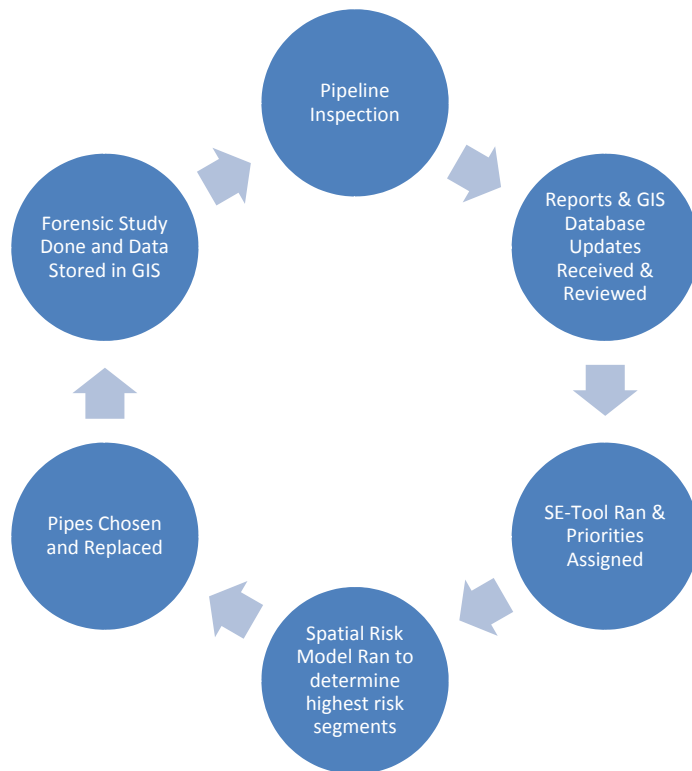 Pipeline
Inspection
Reports & GIS
Database
Updates
Received &
Reviewed
SE-Tool Ran &
Priorities
Assigned
Spatial Risk
Model Ran to
determine
highest risk
segments
Pipes Chosen
and Replaced
Forensic Study
Done and Data
Stored in GIS